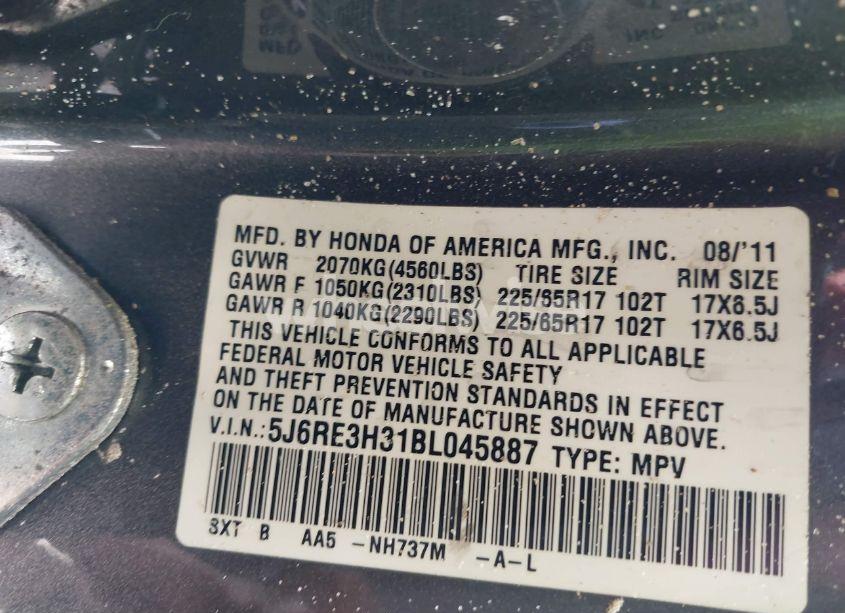 MFD. BY HONDA OF AMERICA MFG., INC. 08/'11
GVWR 2070KG(4560LBS) TIRE SIZE RIM SIZE
GAWR F 1050KG(2310LBS) 225/65R17 102T 17X6.5J
GAWR R 1040KG(2290LBS) 225/65R17 102T 17X6.5J
THIS VEHICLE CONFORMS TO ALL APPLICABLE
FEDERAL MOTOR VEHICLE SAFETY
AND THEFT PREVENTION STANDARDS IN EFFECT
ON THE DATE OF MANUFACTURE SHOWN ABOVE.
V.I.N.: 5J6RE3H31BL045887 TYPE: MPV
SXT B AA5 -NH737M -A-L